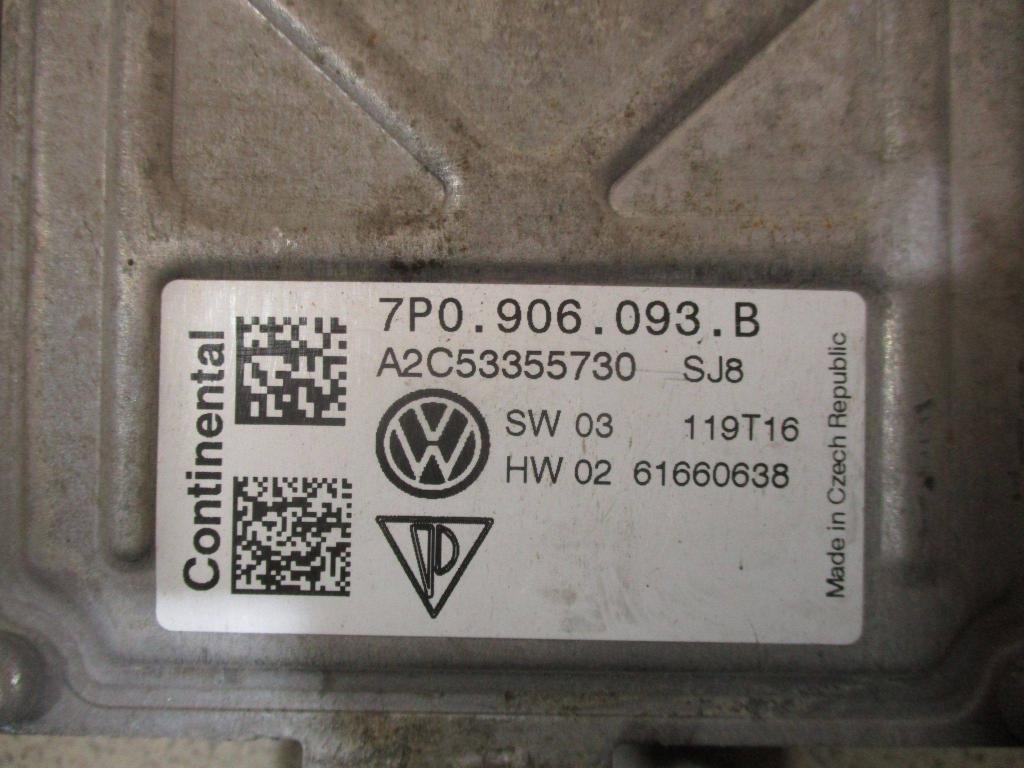 Continental
7P0.906.093.B
A2C53355730 SJ8
SW 03 119T16
HW 02 61660638
Made in Czech Republic